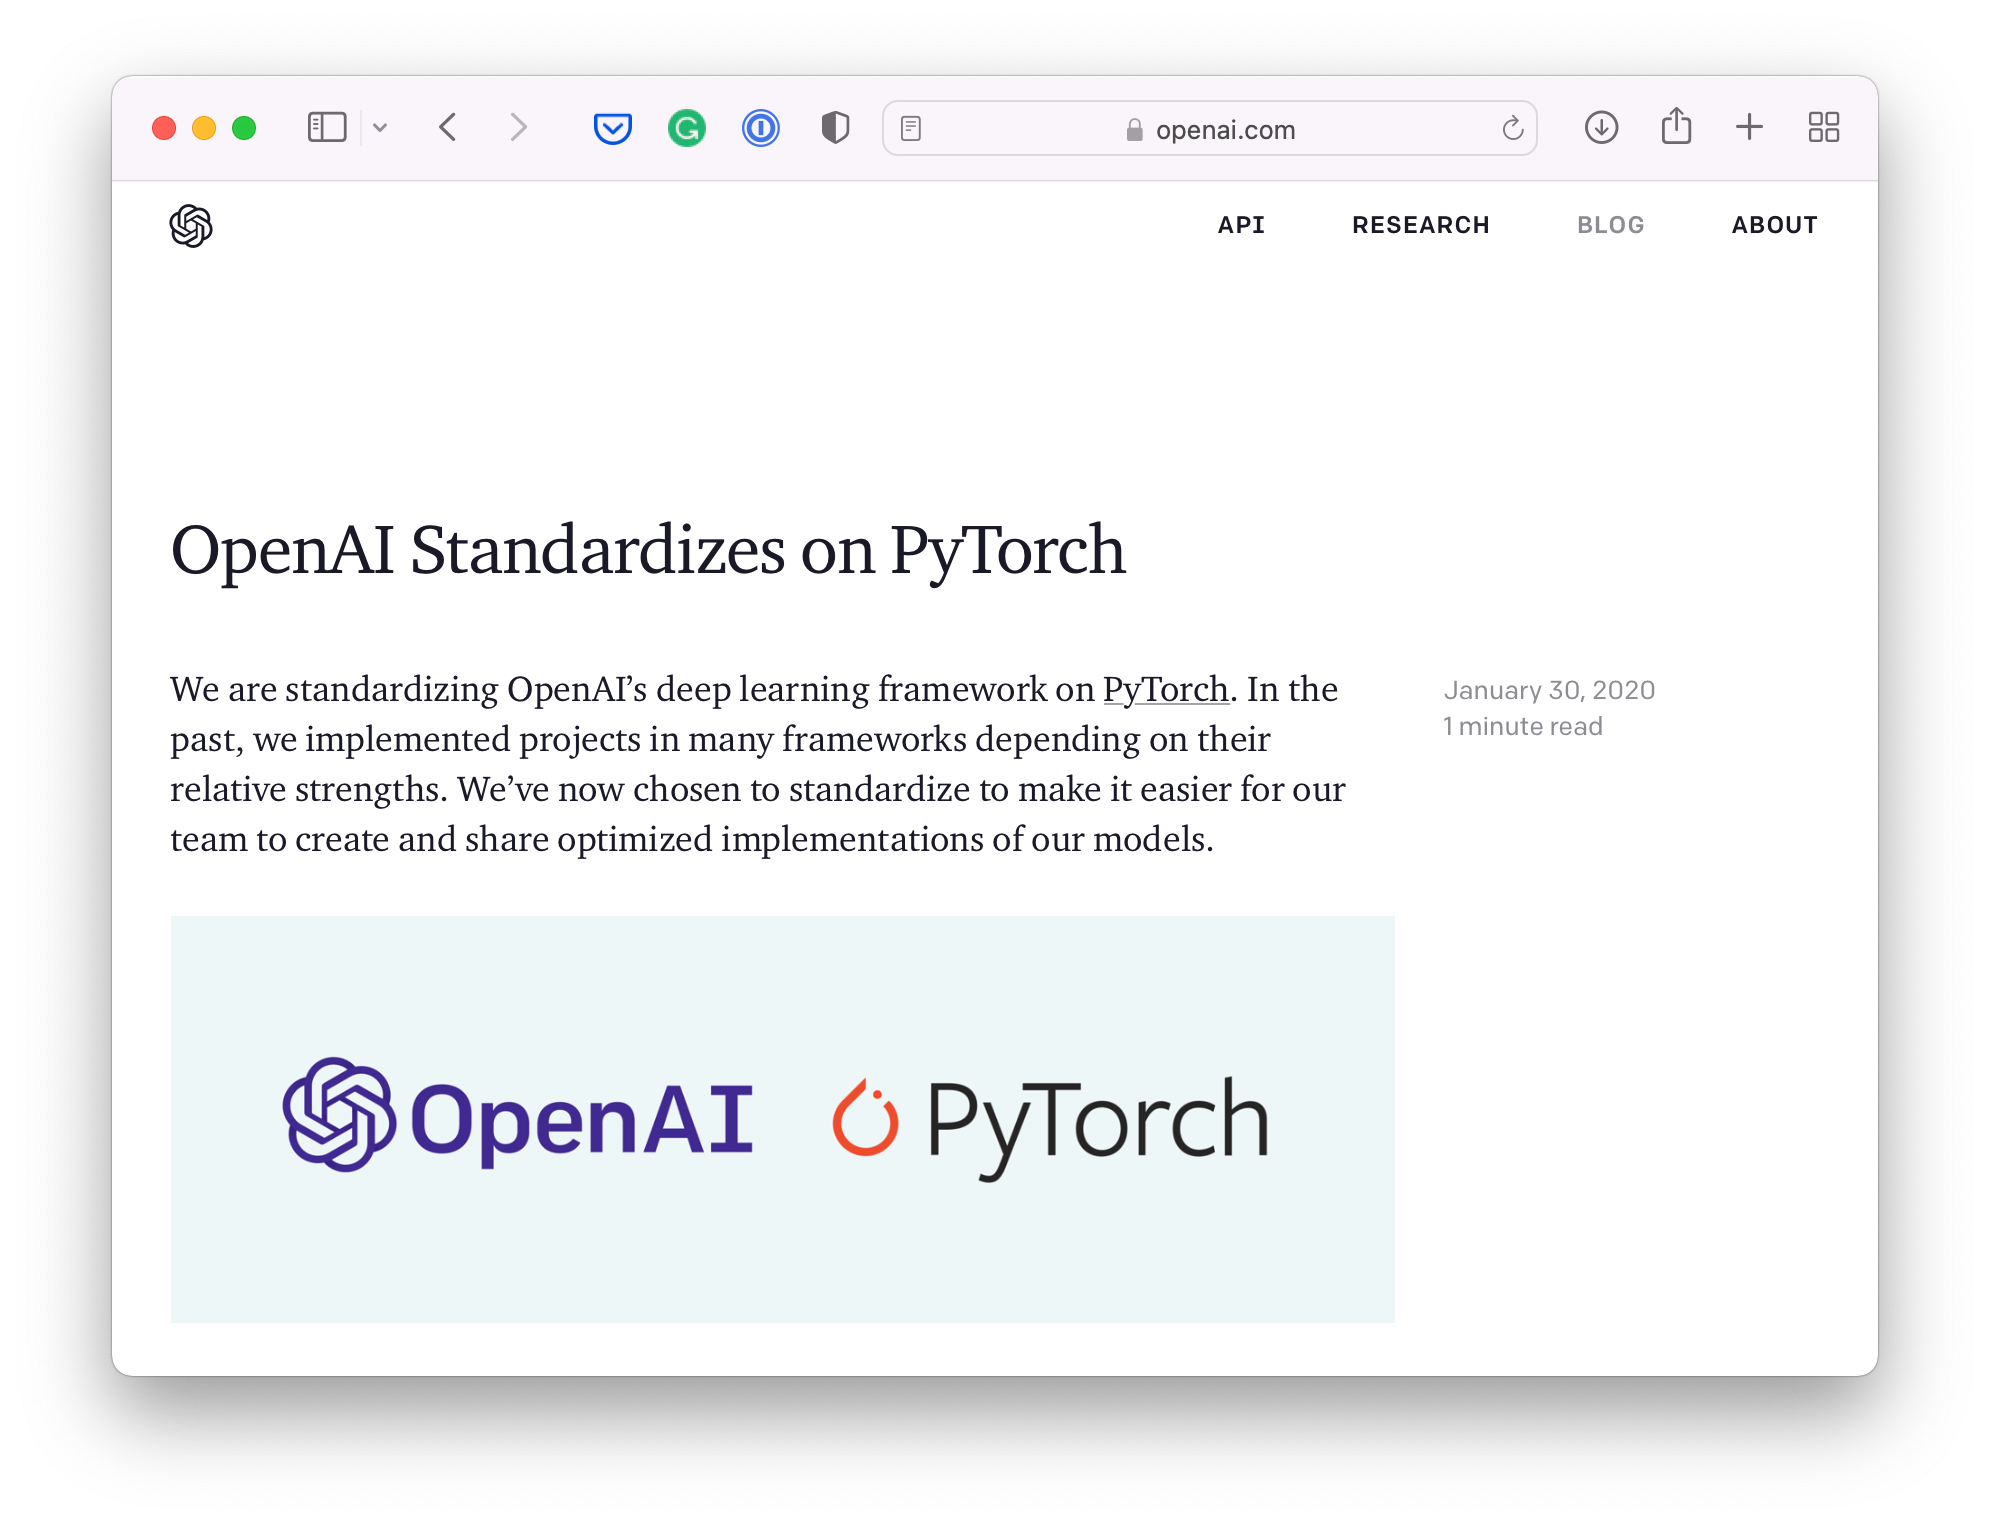 openai.com
API RESEARCH BLOG ABOUT
OpenAI Standardizes on PyTorch
We are standardizing OpenAI’s deep learning framework on PyTorch. In the
past, we implemented projects in many frameworks depending on their
relative strengths. We’ve now chosen to standardize to make it easier for our
team to create and share optimized implementations of our models.
January 30, 2020
1 minute read
OpenAI PyTorch